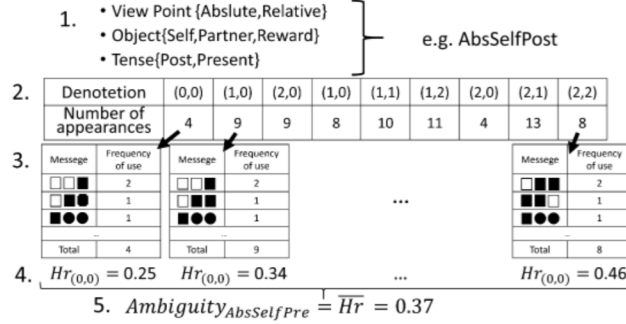 1.
• View Point {Abslute,Relative}
• Object{Self,Partner,Reward}
• Tense{Post,Present}
e.g. AbsSelfPost
2.
Denotetion (0,0) (1,0) (2,0) (1,0) (1,1) (1,2) (2,0) (2,1) (2,2)
Number of appearances 4 9 9 8 10 11 4 13 8
3.
Messege Frequency of use
2
1
1
...
Total 4
Messege Frequency of use
2
1
1
...
Total 9
...
Messege Frequency of use
2
1
1
...
Total 8
4. Hr(0,0) = 0.25 Hr(0,0) = 0.34 ... Hr(0,0) = 0.46
5. AmbiguityAbsSelfPre = Hr = 0.37